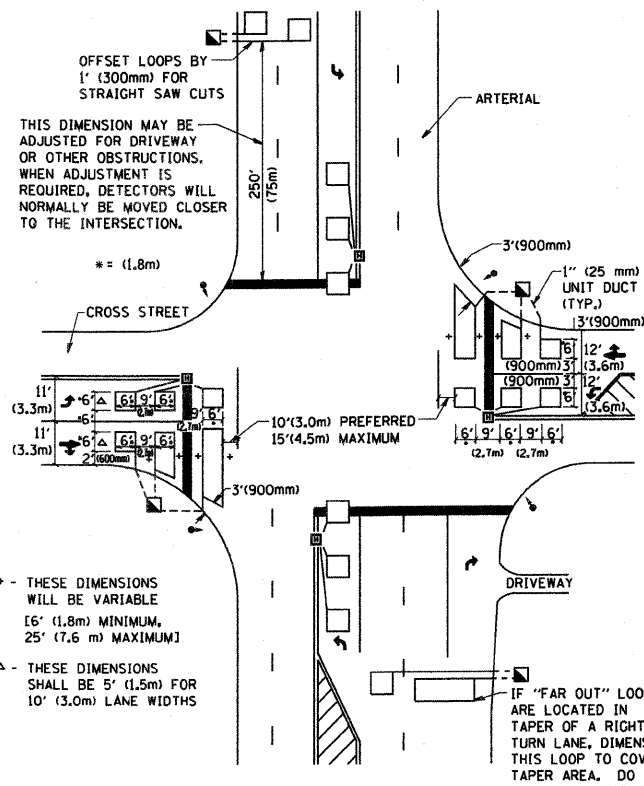 OFFSET LOOPS BY
1' (300mm) FOR
STRAIGHT SAW CUTS
ARTERIAL
THIS DIMENSION MAY BE
ADJUSTED FOR DRIVEWAY
OR OTHER OBSTRUCTIONS.
WHEN ADJUSTMENT IS
REQUIRED, DETECTORS WILL
NORMALLY BE MOVED CLOSER
TO THE INTERSECTION.
250'
(75m)
* = (1.8m)
3'(900mm)
1" (25 mm)
UNIT DUCT
(TYP.)
CROSS STREET
3'(900mm)
6' 12'
(900mm) 3' (3.6m)
(900mm) 3' 12'
6' (3.6m)
11'
(3.3m)
*6' 6' 9' 6' 9' 6'
*6' (2.7m)
11'
(3.3m)
*6' 6' 9' 6'
2' (600mm)
10'(3.0m) PREFERRED
15'(4.5m) MAXIMUM
6' 9' 6' 9' 6'
(2.7m) (2.7m)
3'(900mm)
+ - THESE DIMENSIONS
WILL BE VARIABLE
[6' (1.8m) MINIMUM,
25' (7.6 m) MAXIMUM]
DRIVEWAY
△ - THESE DIMENSIONS
SHALL BE 5' (1.5m) FOR
10' (3.0m) LANE WIDTHS
IF "FAR OUT" LOO
ARE LOCATED IN
TAPER OF A RIGHT
TURN LANE, DIMENS
THIS LOOP TO COV
TAPER AREA. DO